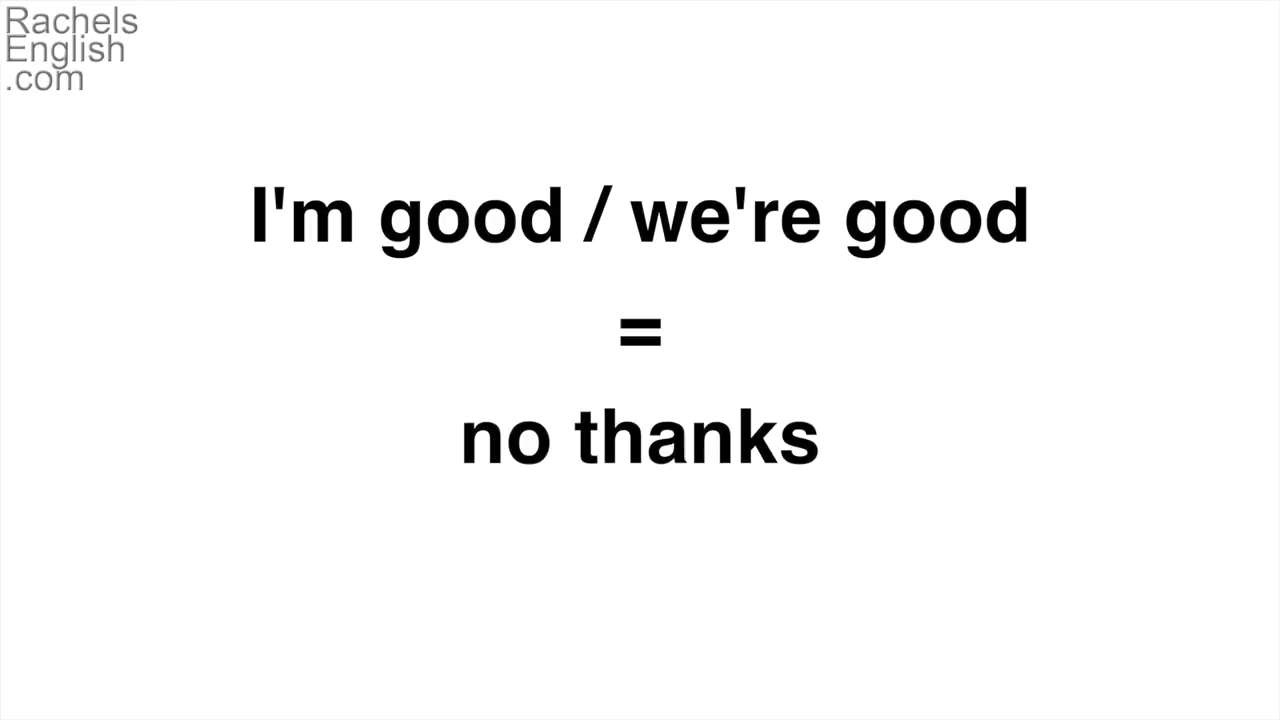 Rachels
English
.com
I'm good / we're good
=
no thanks